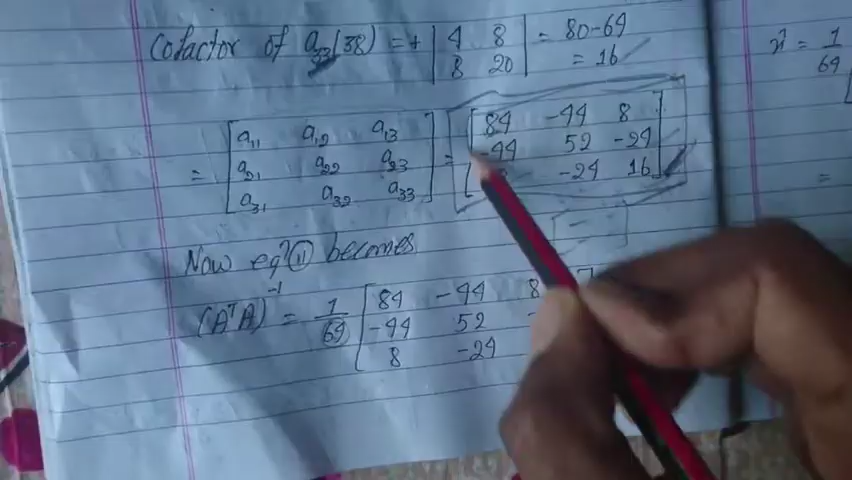 Cofactor of a33(38) = + | 4 8 | = 80-64
8 20 = 16
= [ a11 a12 a13 ] = [ 84 -44 8 ]
a21 a22 a23 -44 52 -24
a31 a32 a33 -24 16
Now eqn (ii) becomes
(AᵀA)⁻¹ = 1/64 [ 84 -44 8 ]
-44 52
8 -24
x̂ = 1
64
=